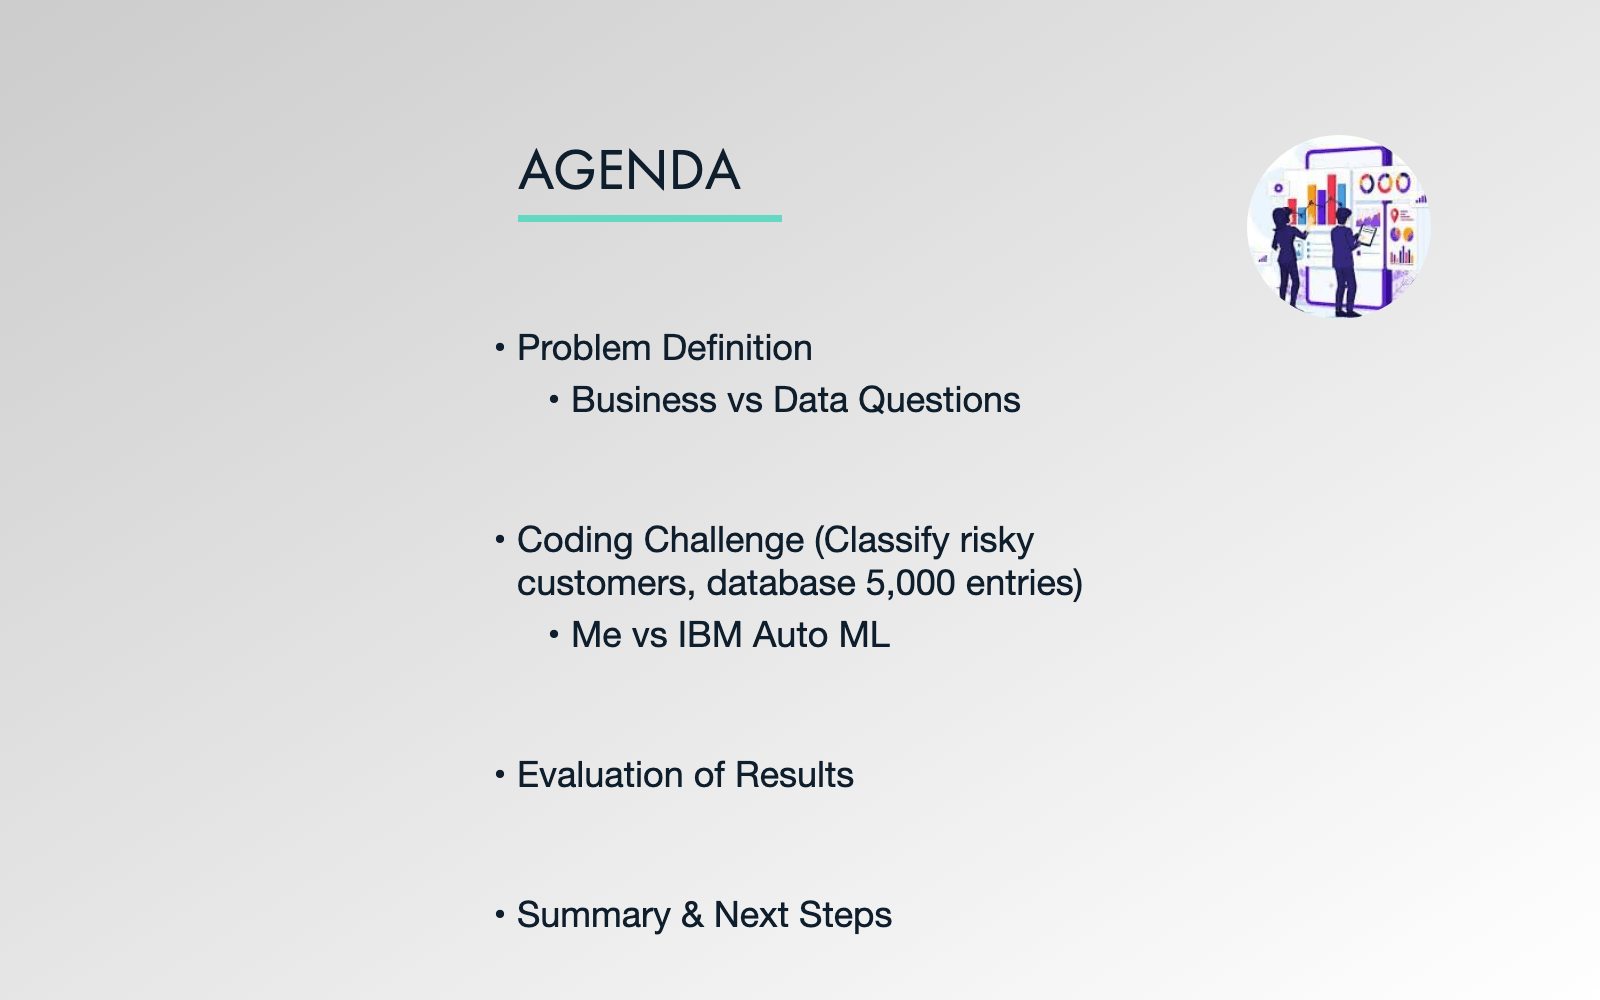 AGENDA
• Problem Definition
• Business vs Data Questions
• Coding Challenge (Classify risky
customers, database 5,000 entries)
• Me vs IBM Auto ML
• Evaluation of Results
• Summary & Next Steps